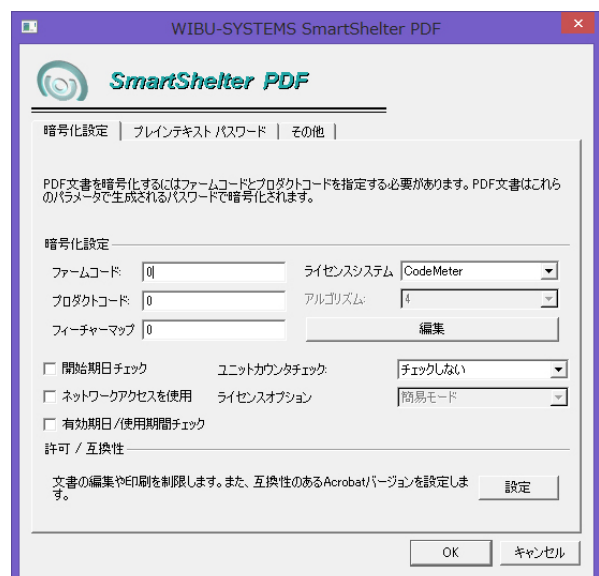 WIBU-SYSTEMS SmartShelter PDF
SmartShelter PDF
暗号化設定
プレインテキスト パスワード
その他
PDF文書を暗号化するにはファームコードとプロダクトコードを指定する必要があります。PDF文書はこれら
のパラメータで生成されるパスワードで暗号化されます。
暗号化設定
ファームコード: 0
ライセンスシステム CodeMeter
プロダクトコード: 0
アルゴリズム: 4
フィーチャーマップ 0
編集
開始期日チェック
ユニットカウンタチェック: チェックしない
ネットワークアクセスを使用
ライセンスオプション 簡易モード
有効期日/使用期間チェック
許可 / 互換性
文書の編集や印刷を制限します。また、互換性のあるAcrobatバージョンを設定しま
す。
設定
OK
キャンセル